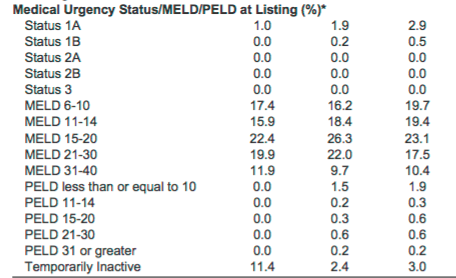 Medical Urgency Status/MELD/PELD at Listing (%)*
Status 1A 1.0 1.9 2.9
Status 1B 0.0 0.2 0.5
Status 2A 0.0 0.0 0.0
Status 2B 0.0 0.0 0.0
Status 3 0.0 0.0 0.0
MELD 6-10 17.4 16.2 19.7
MELD 11-14 15.9 18.4 19.4
MELD 15-20 22.4 26.3 23.1
MELD 21-30 19.9 22.0 17.5
MELD 31-40 11.9 9.7 10.4
PELD less than or equal to 10 0.0 1.5 1.9
PELD 11-14 0.0 0.2 0.3
PELD 15-20 0.0 0.3 0.6
PELD 21-30 0.0 0.6 0.6
PELD 31 or greater 0.0 0.2 0.2
Temporarily Inactive 11.4 2.4 3.0